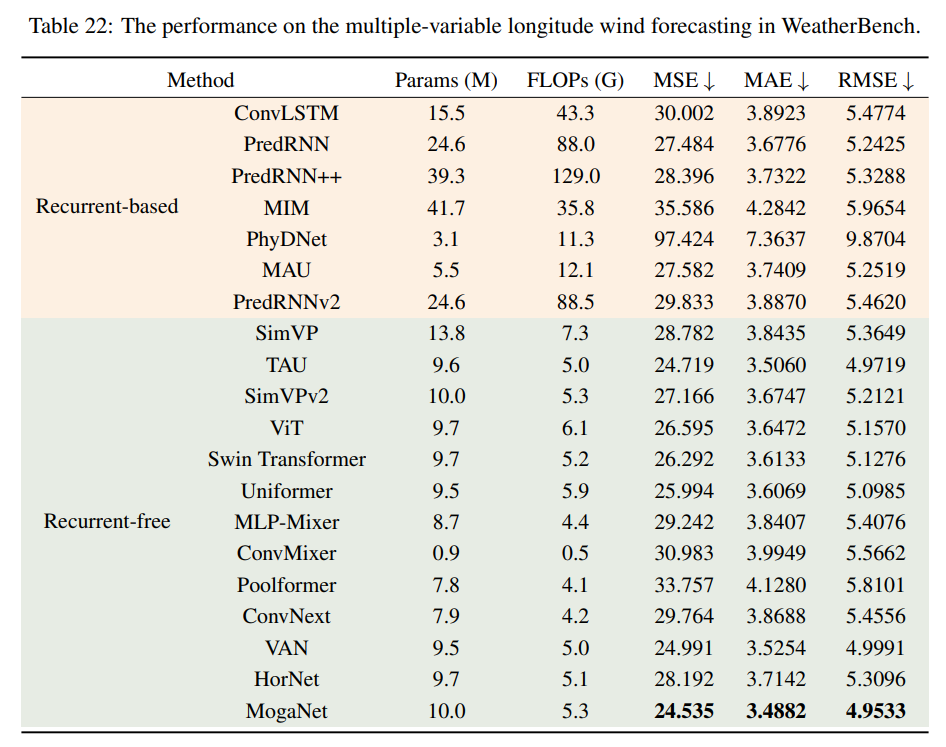 Table 22: The performance on the multiple-variable longitude wind forecasting in WeatherBench.
Method Params (M) FLOPs (G) MSE↓ MAE↓ RMSE↓
ConvLSTM 15.5 43.3 30.002 3.8923 5.4774
PredRNN 24.6 88.0 27.484 3.6776 5.2425
PredRNN++ 39.3 129.0 28.396 3.7322 5.3288
Recurrent-based MIM 41.7 35.8 35.586 4.2842 5.9654
PhyDNet 3.1 11.3 97.424 7.3637 9.8704
MAU 5.5 12.1 27.582 3.7409 5.2519
PredRNNv2 24.6 88.5 29.833 3.8870 5.4620
SimVP 13.8 7.3 28.782 3.8435 5.3649
TAU 9.6 5.0 24.719 3.5060 4.9719
SimVPv2 10.0 5.3 27.166 3.6747 5.2121
ViT 9.7 6.1 26.595 3.6472 5.1570
Swin Transformer 9.7 5.2 26.292 3.6133 5.1276
Uniformer 9.5 5.9 25.994 3.6069 5.0985
Recurrent-free MLP-Mixer 8.7 4.4 29.242 3.8407 5.4076
ConvMixer 0.9 0.5 30.983 3.9949 5.5662
Poolformer 7.8 4.1 33.757 4.1280 5.8101
ConvNext 7.9 4.2 29.764 3.8688 5.4556
VAN 9.5 5.0 24.991 3.5254 4.9991
HorNet 9.7 5.1 28.192 3.7142 5.3096
MogaNet 10.0 5.3 24.535 3.4882 4.9533